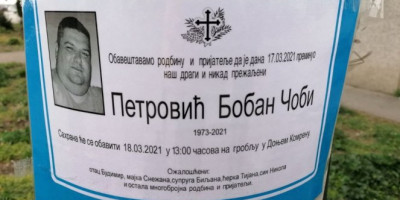 Обавештавамо родбину и пријатеље да је дана 17.03.2021 преминуо
наш драги и никад прежаљени
Петровић Бобан Чоби
1973-2021
Сахрана ће се обавити 18.03.2021 у 13:00 часова на гробљу у Доњем Комрену.
Ожалошћени:
отац Будимир, мајка Снежана,супруга Биљана,ћерка Тијана,син Никола
и остала многобројна родбина и пријатељи.